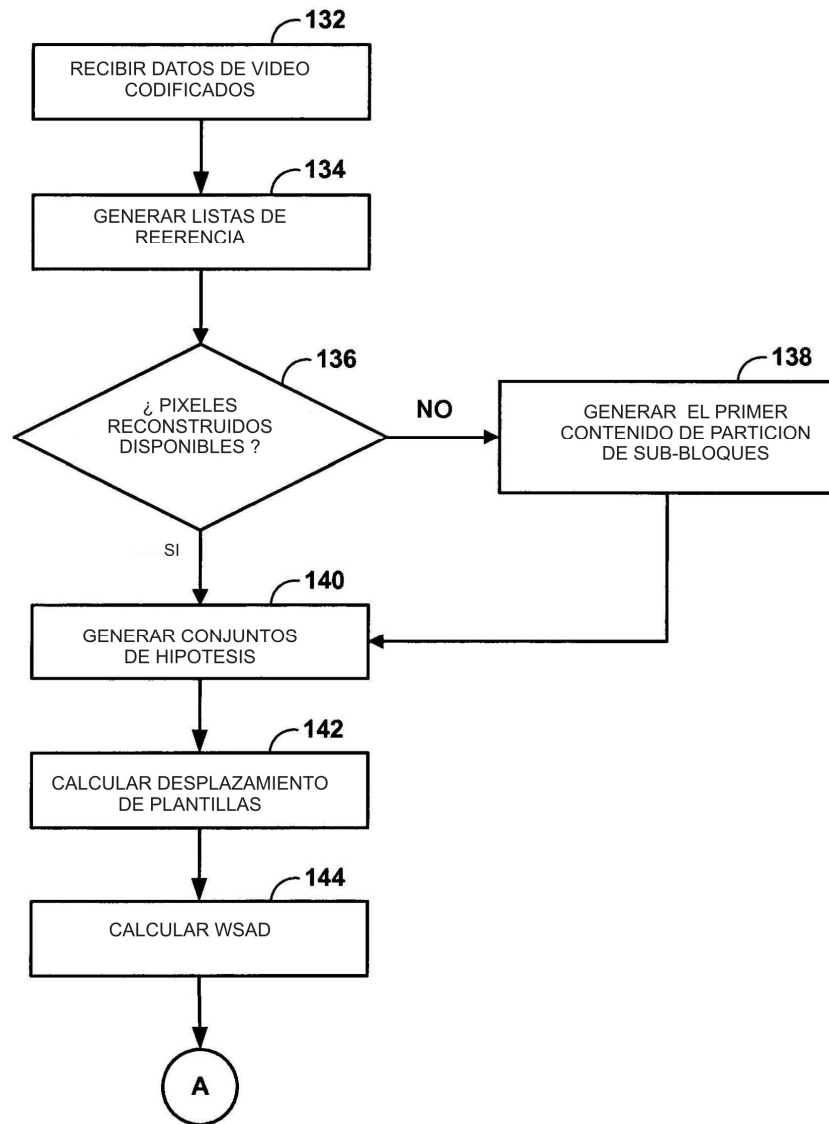 132
RECIBIR DATOS DE VIDEO
CODIFICADOS
134
GENERAR LISTAS DE
REERENCIA
136
¿ PIXELES
RECONSTRUIDOS
DISPONIBLES ?
NO
138
GENERAR EL PRIMER
CONTENIDO DE PARTICION
DE SUB-BLOQUES
SI
140
GENERAR CONJUNTOS
DE HIPOTESIS
142
CALCULAR DESPLAZAMIENTO
DE PLANTILLAS
144
CALCULAR WSAD
A